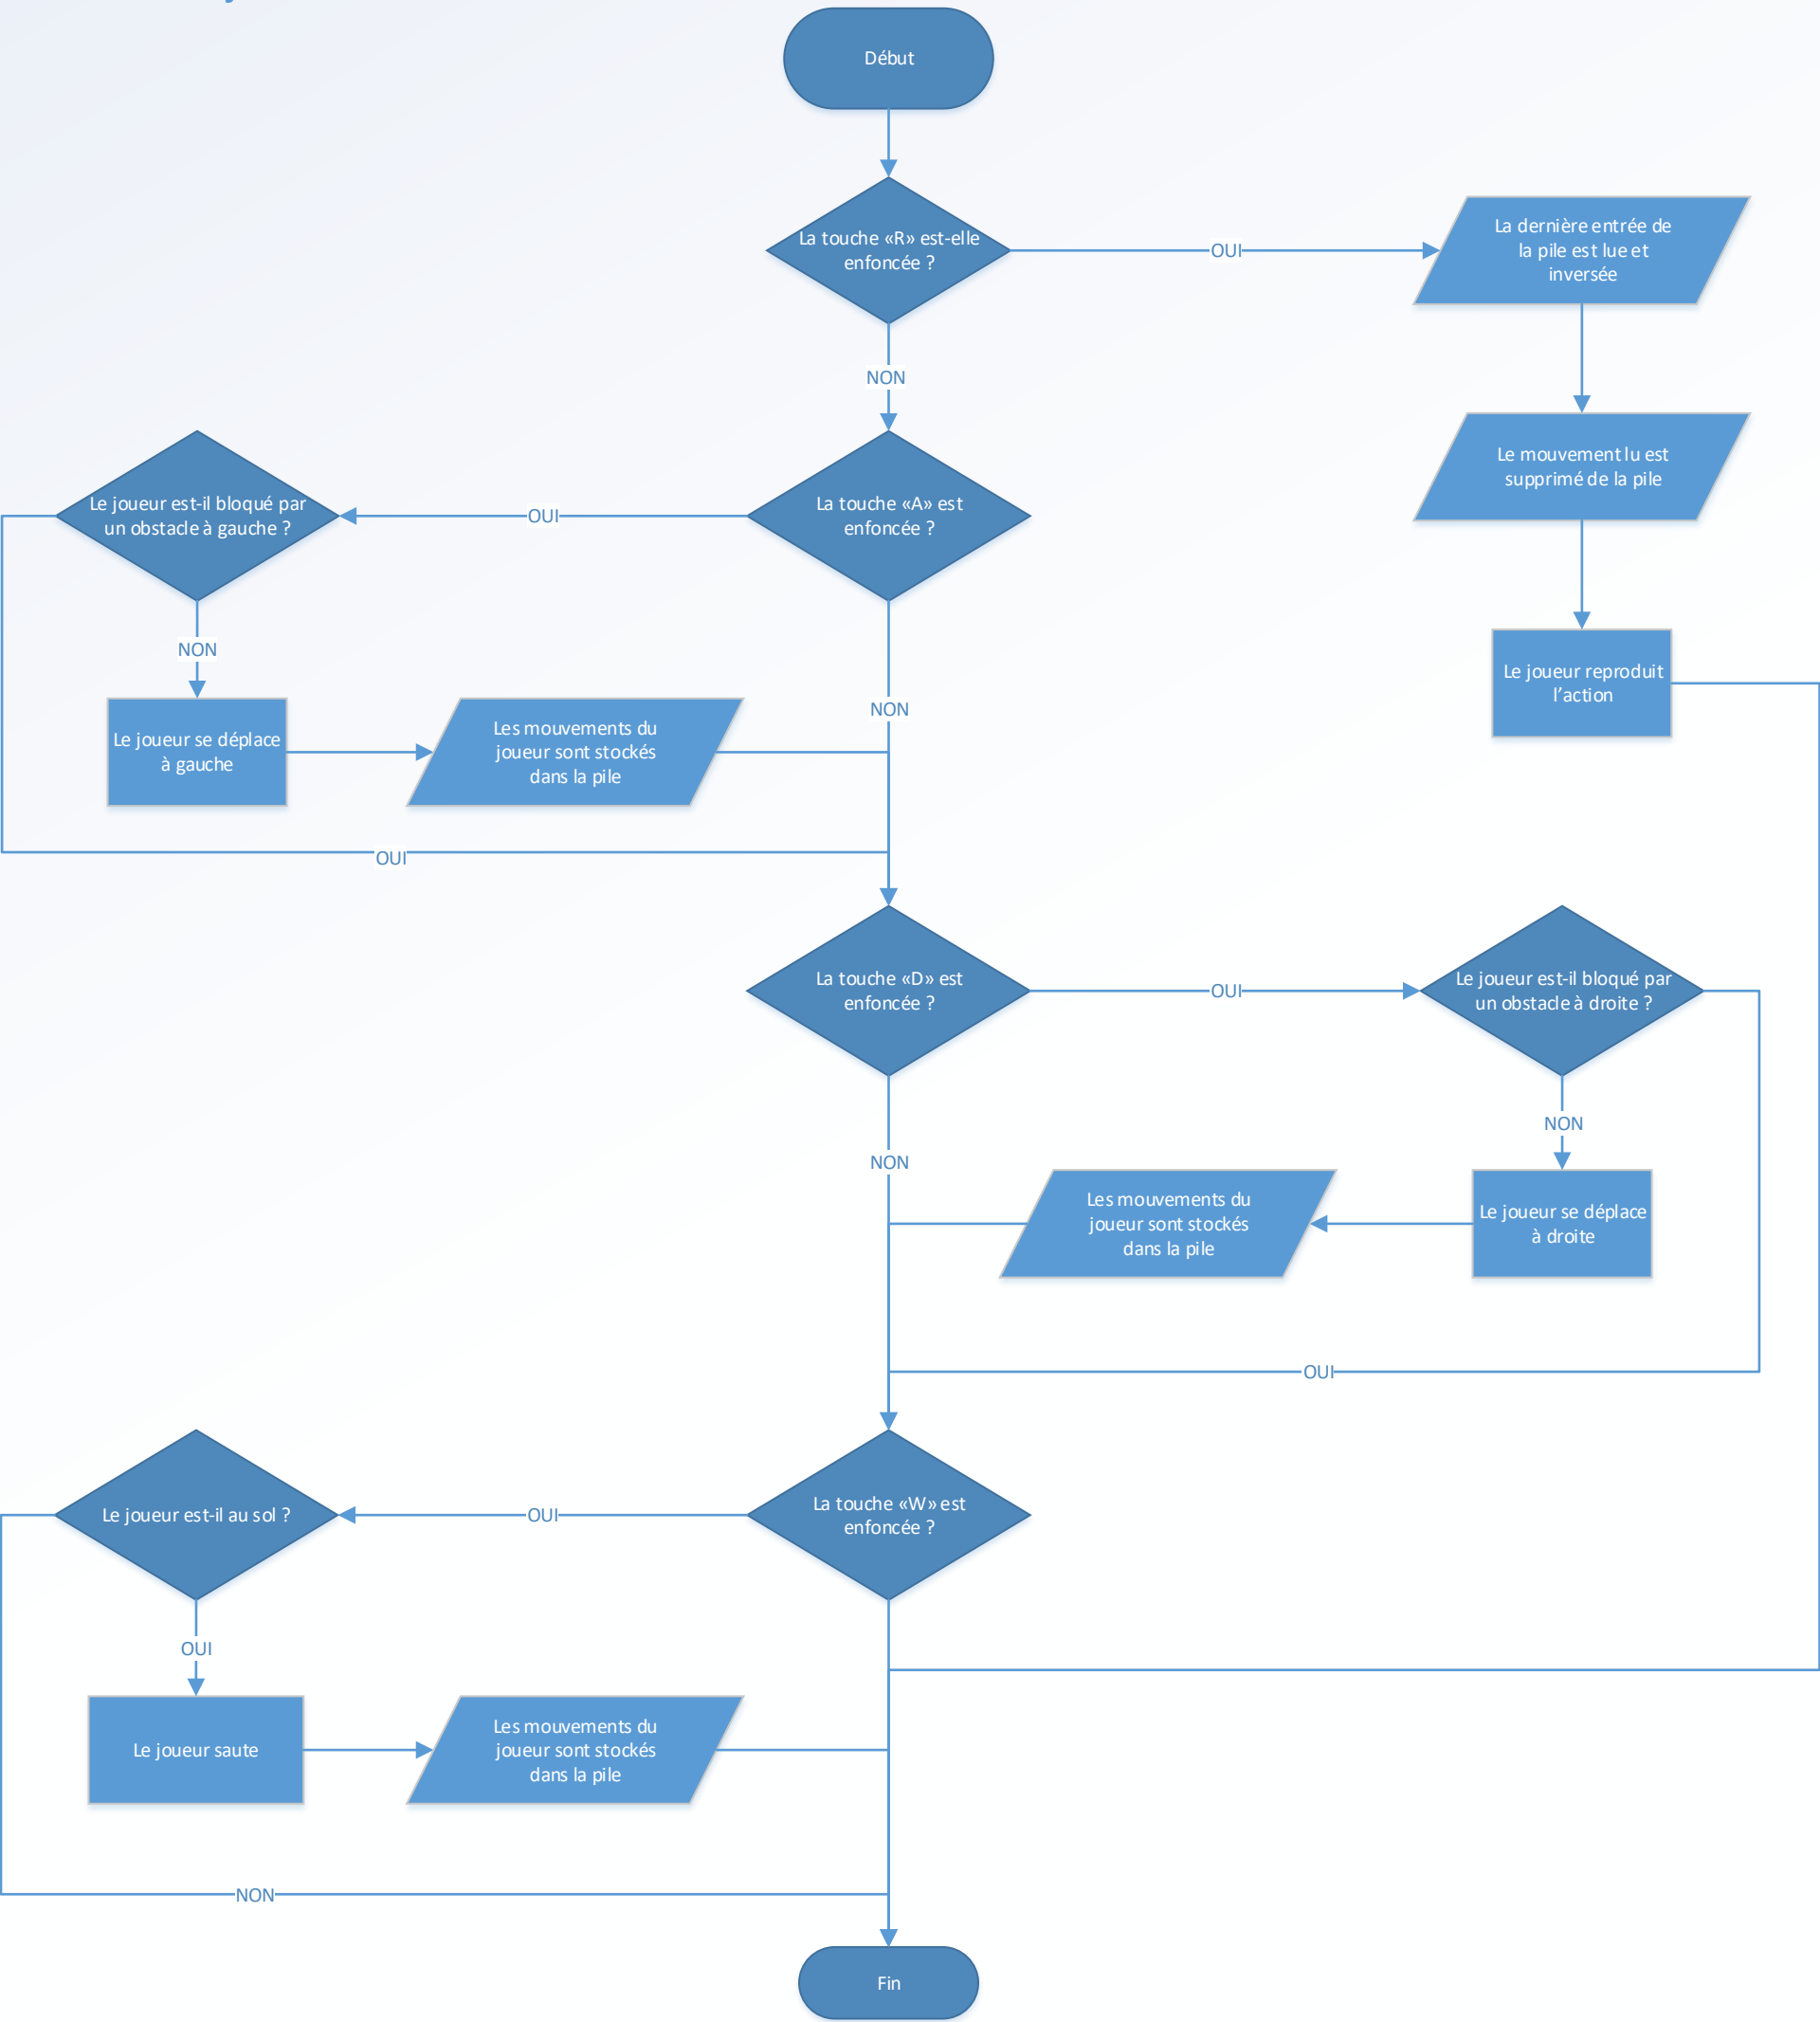 Début
La touche «R» est-elle
enfoncée ?
OUI
La dernière entrée de
la pile est lue et
inversée
NON
Le mouvement lu est
supprimé de la pile
Le joueur reproduit
l’action
La touche «A» est
enfoncée ?
OUI
Le joueur est-il bloqué par
un obstacle à gauche ?
NON
Le joueur se déplace
à gauche
Les mouvements du
joueur sont stockés
dans la pile
NON
OUI
La touche «D» est
enfoncée ?
OUI
Le joueur est-il bloqué par
un obstacle à droite ?
NON
NON
Les mouvements du
joueur sont stockés
dans la pile
Le joueur se déplace
à droite
OUI
La touche «W» est
enfoncée ?
OUI
Le joueur est-il au sol ?
OUI
Le joueur saute
Les mouvements du
joueur sont stockés
dans la pile
NON
Fin